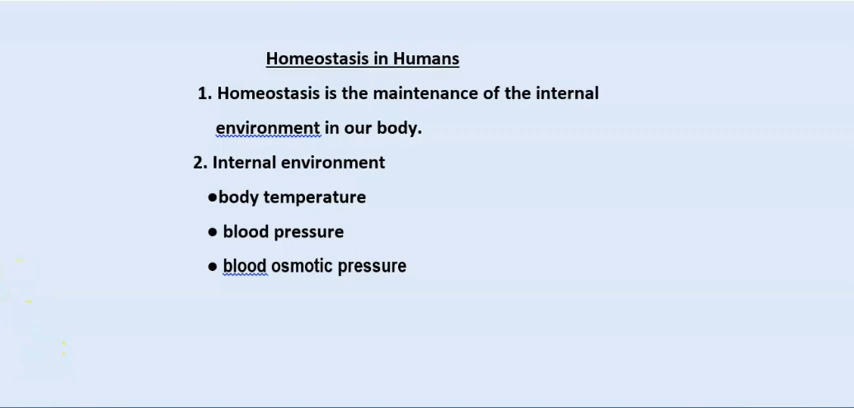 Homeostasis in Humans
1. Homeostasis is the maintenance of the internal
environment in our body.
2. Internal environment
●body temperature
● blood pressure
● blood osmotic pressure